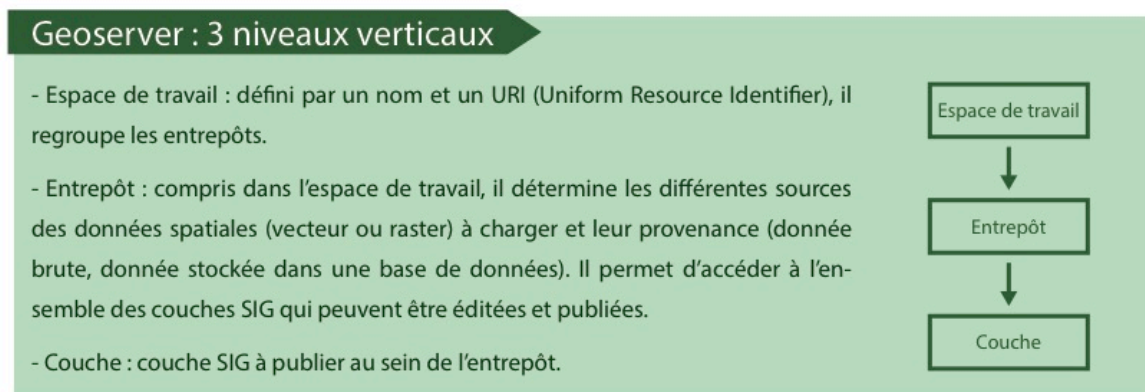 Geoserver : 3 niveaux verticaux
- Espace de travail : défini par un nom et un URI (Uniform Resource Identifier), il
regroupe les entrepôts.
- Entrepôt : compris dans l'espace de travail, il détermine les différentes sources
des données spatiales (vecteur ou raster) à charger et leur provenance (donnée
brute, donnée stockée dans une base de données). Il permet d'accéder à l'en-
semble des couches SIG qui peuvent être éditées et publiées.
- Couche : couche SIG à publier au sein de l'entrepôt.
Espace de travail
Entrepôt
Couche